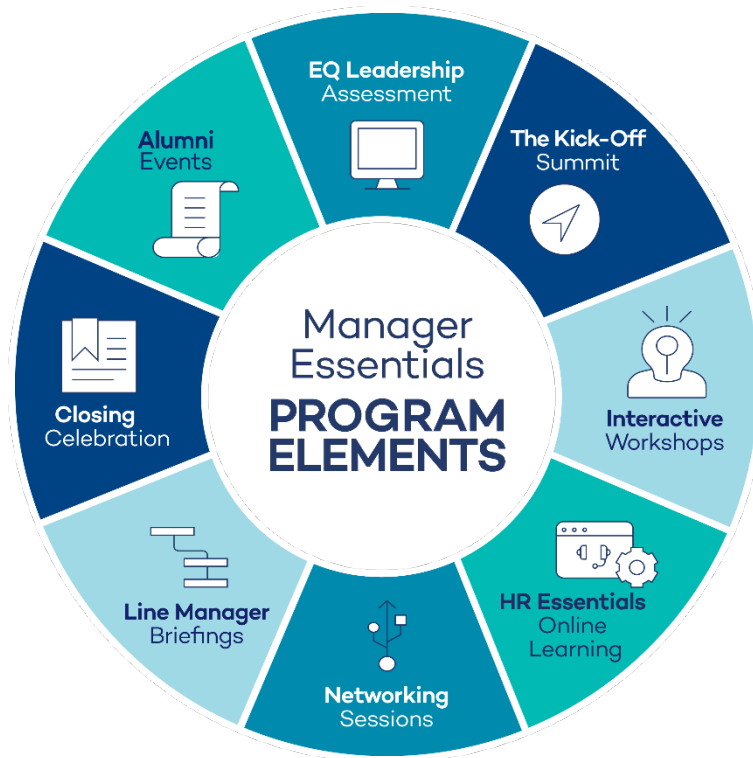 EQ Leadership
Assessment
The Kick-Off
Summit
Interactive
Workshops
HR Essentials
Online
Learning
Networking
Sessions
Line Manager
Briefings
Closing
Celebration
Alumni
Events
Manager
Essentials
PROGRAM
ELEMENTS